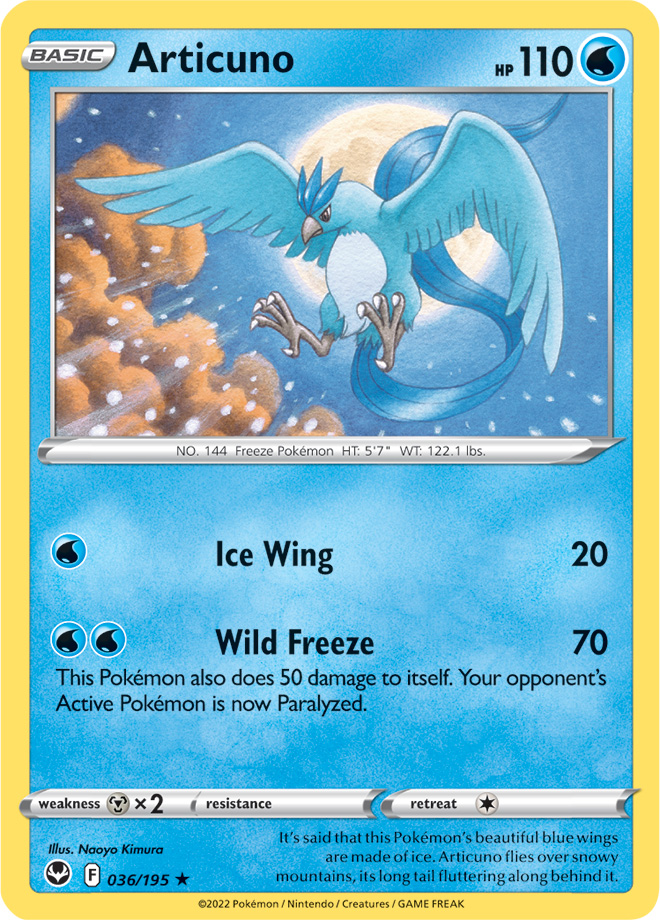 BASIC Articuno HP 110
NO. 144 Freeze Pokémon HT: 5'7" WT: 122.1 lbs.
Ice Wing 20
Wild Freeze 70
This Pokémon also does 50 damage to itself. Your opponent's
Active Pokémon is now Paralyzed.
weakness ×2 resistance retreat
It's said that this Pokémon's beautiful blue wings
are made of ice. Articuno flies over snowy
mountains, its long tail fluttering along behind it.
Illus. Naoyo Kimura
F 036/195 ★
©2022 Pokémon / Nintendo / Creatures / GAME FREAK